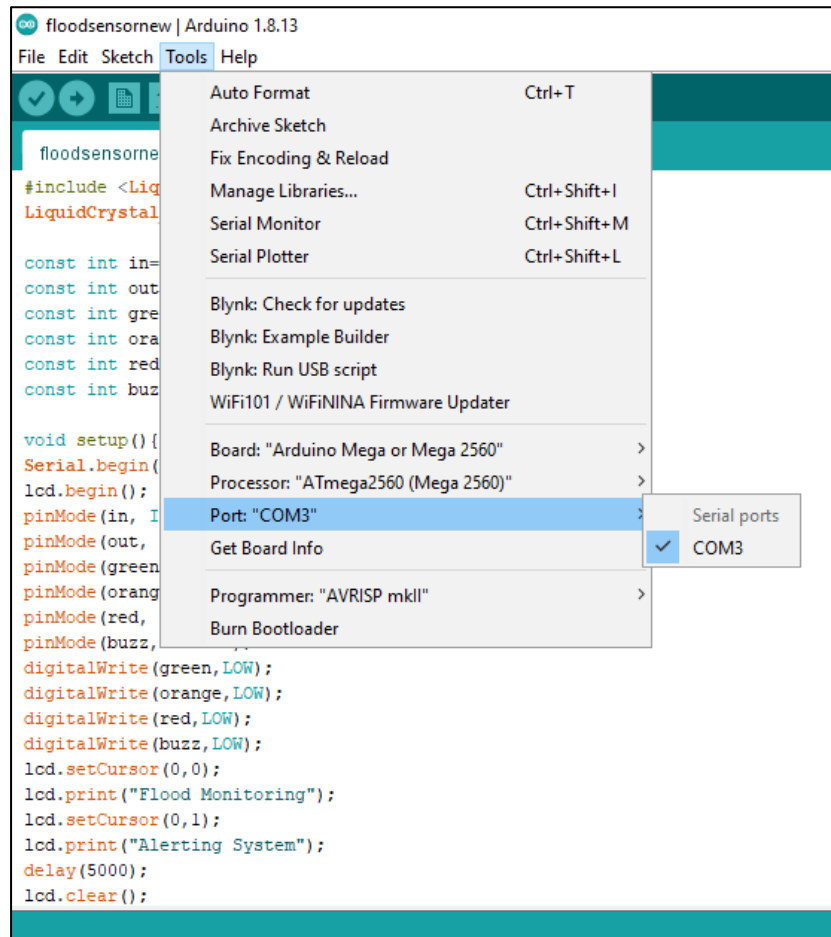 floodsensornew | Arduino 1.8.13
File Edit Sketch Tools Help
Auto Format Ctrl+T
Archive Sketch
Fix Encoding & Reload
Manage Libraries... Ctrl+Shift+I
Serial Monitor Ctrl+Shift+M
Serial Plotter Ctrl+Shift+L
Blynk: Check for updates
Blynk: Example Builder
Blynk: Run USB script
WiFi101 / WiFiNINA Firmware Updater
Board: "Arduino Mega or Mega 2560"
Processor: "ATmega2560 (Mega 2560)"
Port: "COM3"
Get Board Info
Programmer: "AVRISP mkII"
Burn Bootloader
Serial ports
COM3
floodsensorne
#include <Liq
LiquidCrystal
const int in=
const int out
const int gre
const int ora
const int red
const int buz
void setup(){
Serial.begin(
lcd.begin();
pinMode(in, I
pinMode(out,
pinMode(green
pinMode(orang
pinMode(red,
pinMode(buzz,
digitalWrite(green,LOW);
digitalWrite(orange,LOW);
digitalWrite(red,LOW);
digitalWrite(buzz,LOW);
lcd.setCursor(0,0);
lcd.print("Flood Monitoring");
lcd.setCursor(0,1);
lcd.print("Alerting System");
delay(5000);
lcd.clear();